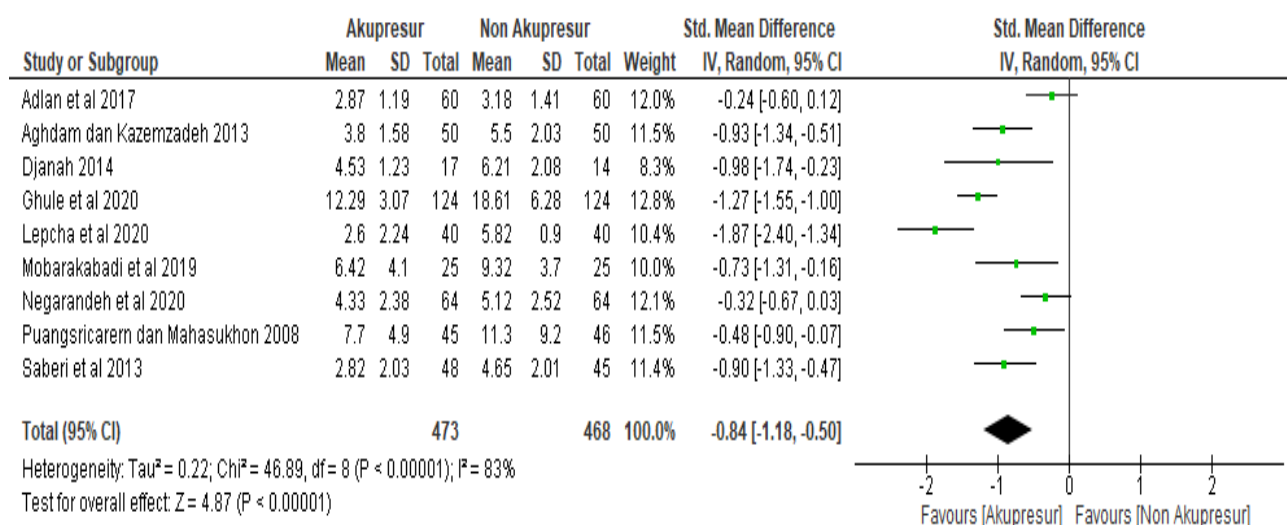 Akupresur Non Akupresur Std. Mean Difference Std. Mean Difference
Study or Subgroup Mean SD Total Mean SD Total Weight IV, Random, 95% CI IV, Random, 95% CI
Adlan et al 2017 2.87 1.19 60 3.18 1.41 60 12.0% -0.24 [-0.60, 0.12]
Aghdam dan Kazemzadeh 2013 3.8 1.58 50 5.5 2.03 50 11.5% -0.93 [-1.34, -0.51]
Djanah 2014 4.53 1.23 17 6.21 2.08 14 8.3% -0.98 [-1.74, -0.23]
Ghule et al 2020 12.29 3.07 124 18.61 6.28 124 12.8% -1.27 [-1.55, -1.00]
Lepcha et al 2020 2.6 2.24 40 5.82 0.9 40 10.4% -1.87 [-2.40, -1.34]
Mobarakabadi et al 2019 6.42 4.1 25 9.32 3.7 25 10.0% -0.73 [-1.31, -0.16]
Negarandeh et al 2020 4.33 2.38 64 5.12 2.52 64 12.1% -0.32 [-0.67, 0.03]
Puangsricarern dan Mahasukhon 2008 7.7 4.9 45 11.3 9.2 46 11.4% -0.48 [-0.90, -0.07]
Saberi et al 2013 2.82 2.03 48 4.65 2.01 45 11.4% -0.90 [-1.33, -0.47]
Total (95% CI) 473 468 100.0% -0.84 [-1.18, -0.50]
Heterogeneity: Tau² = 0.22; Chi² = 46.89, df = 8 (P < 0.00001); I² = 83%
Test for overall effect: Z = 4.87 (P < 0.00001)
-2 -1 0 1 2
Favours [Akupresur] Favours [Non Akupresur]